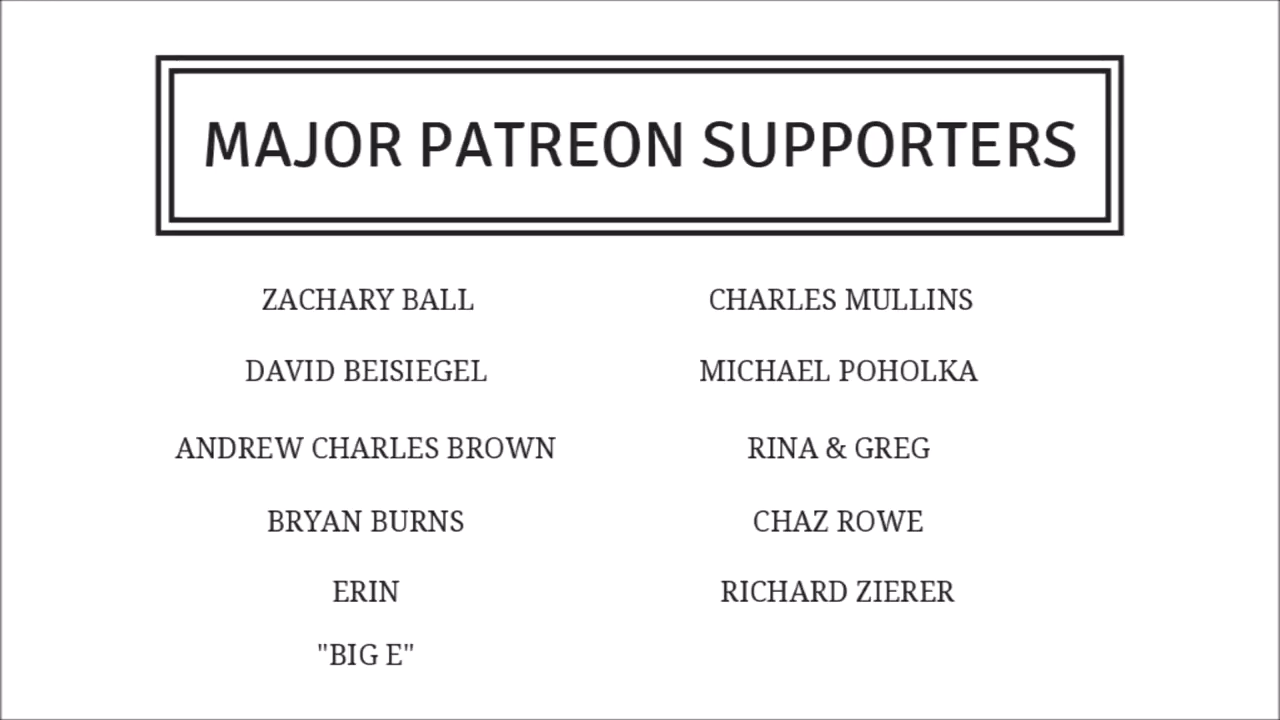 MAJOR PATREON SUPPORTERS
ZACHARY BALL
DAVID BEISIEGEL
ANDREW CHARLES BROWN
BRYAN BURNS
ERIN
"BIG E"
CHARLES MULLINS
MICHAEL POHOLKA
RINA & GREG
CHAZ ROWE
RICHARD ZIERER